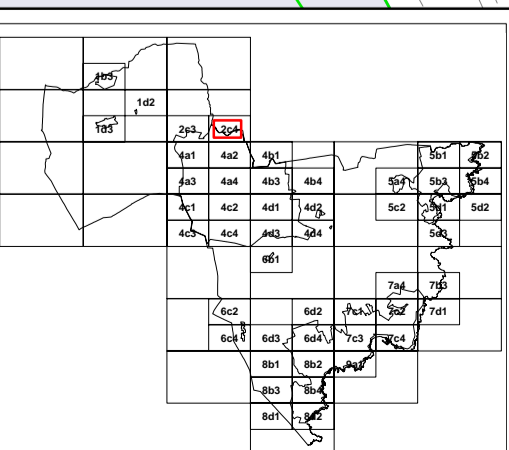 1b3
1d2
1d3 2c3 2c4
4a1 4a2 4b1 5b1 5b2
4a3 4a4 4b3 4b4 5a4 5b3 5b4
4c1 4c2 4d1 4d2 5c2 5d1 5d2
4c3 4c4 4d3 4d4 5d3
6b1
7a4 7b3
6c2 6d2 7c1 7c2 7d1
6c4 6d3 6d4 7c3 7c4
8b1 8b2 9a1
8b3 8b4
8d1 8d2